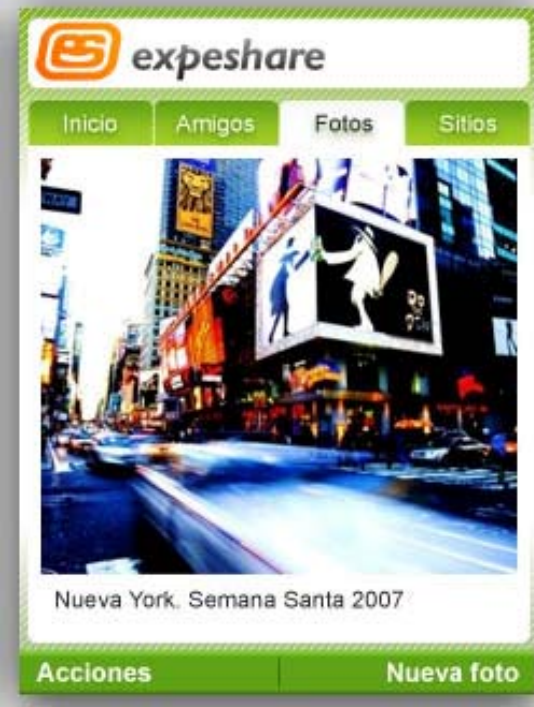 expeshare
Inicio Amigos Fotos Sitios
Nueva York. Semana Santa 2007
Acciones Nueva foto